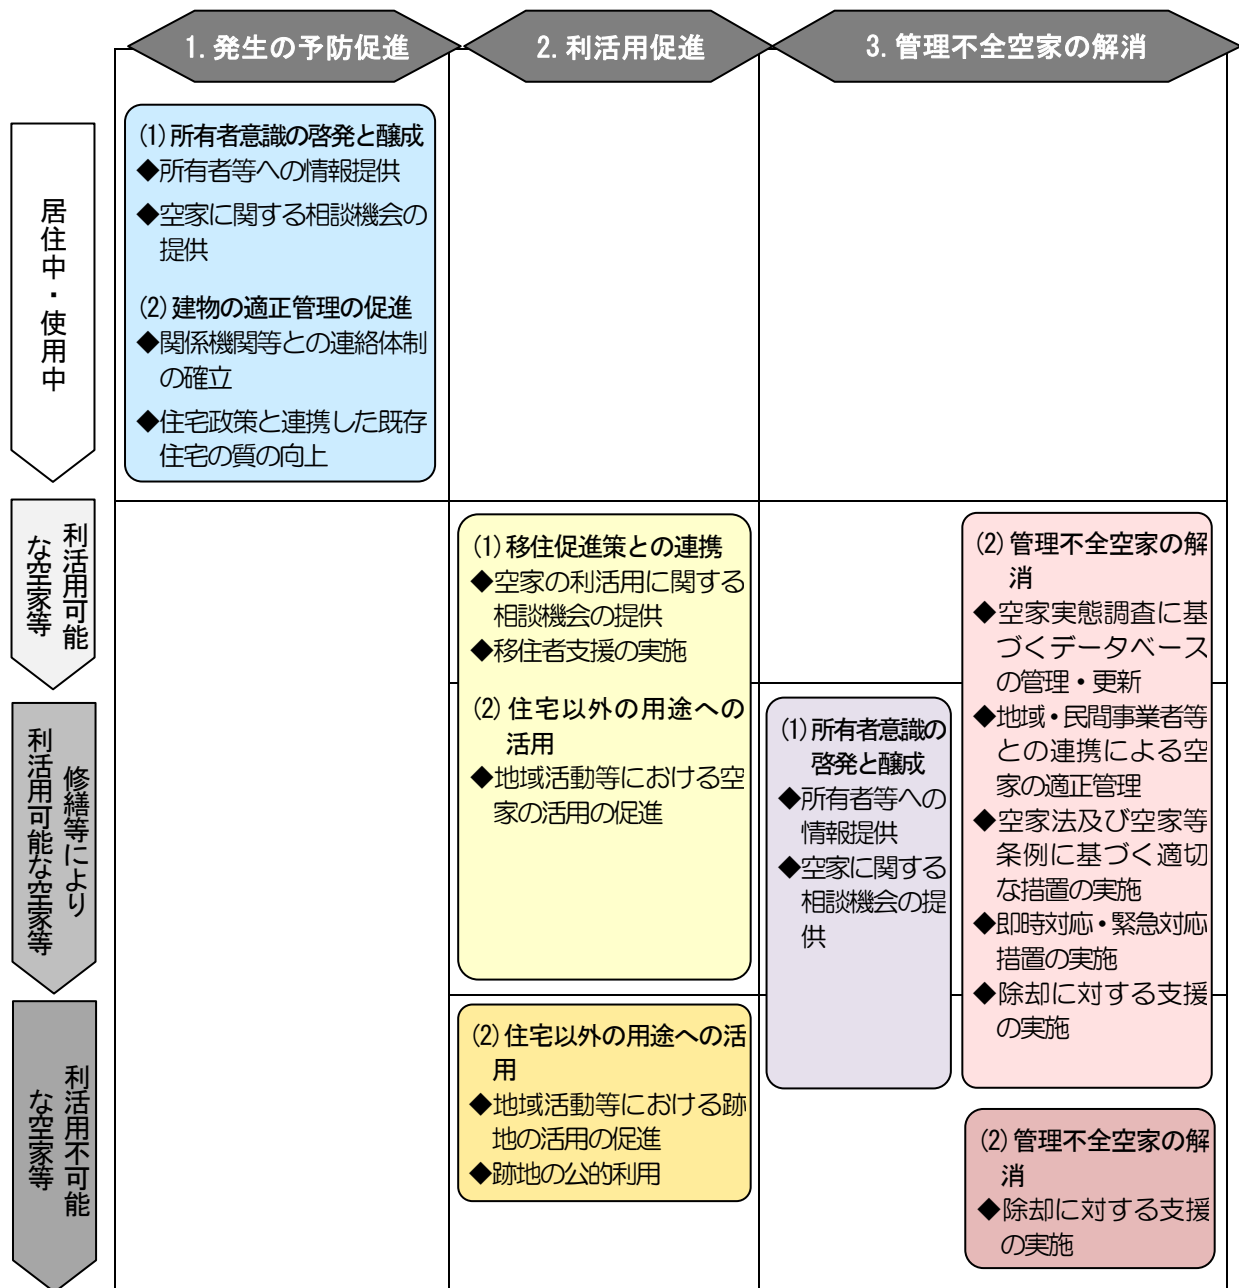 1. 発生の予防促進
2. 利活用促進
3. 管理不全空家の解消
居住中・使用中
(1) 所有者意識の啓発と醸成
◆所有者等への情報提供
◆空家に関する相談機会の
提供
(2) 建物の適正管理の促進
◆関係機関等との連絡体制
の確立
◆住宅政策と連携した既存
住宅の質の向上
利活用可能
な空家等
(1) 移住促進策との連携
◆空家の利活用に関する
相談機会の提供
◆移住者支援の実施
(2) 住宅以外の用途への
活用
◆地域活動等における空
家の活用の促進
(2) 管理不全空家の解
消
◆空家実態調査に基
づくデータベース
の管理・更新
◆地域・民間事業者等
との連携による空
家の適正管理
◆空家法及び空家等
条例に基づく適切
な措置の実施
◆即時対応・緊急対応
措置の実施
◆除却に対する支援
の実施
修繕等により
利活用可能な空家等
(1) 所有者意識の
啓発と醸成
◆所有者等への
情報提供
◆空家に関する
相談機会の提
供
利活用不可能
な空家等
(2) 住宅以外の用途への活
用
◆地域活動等における跡
地の活用の促進
◆跡地の公的利用
(2) 管理不全空家の解
消
◆除却に対する支援
の実施